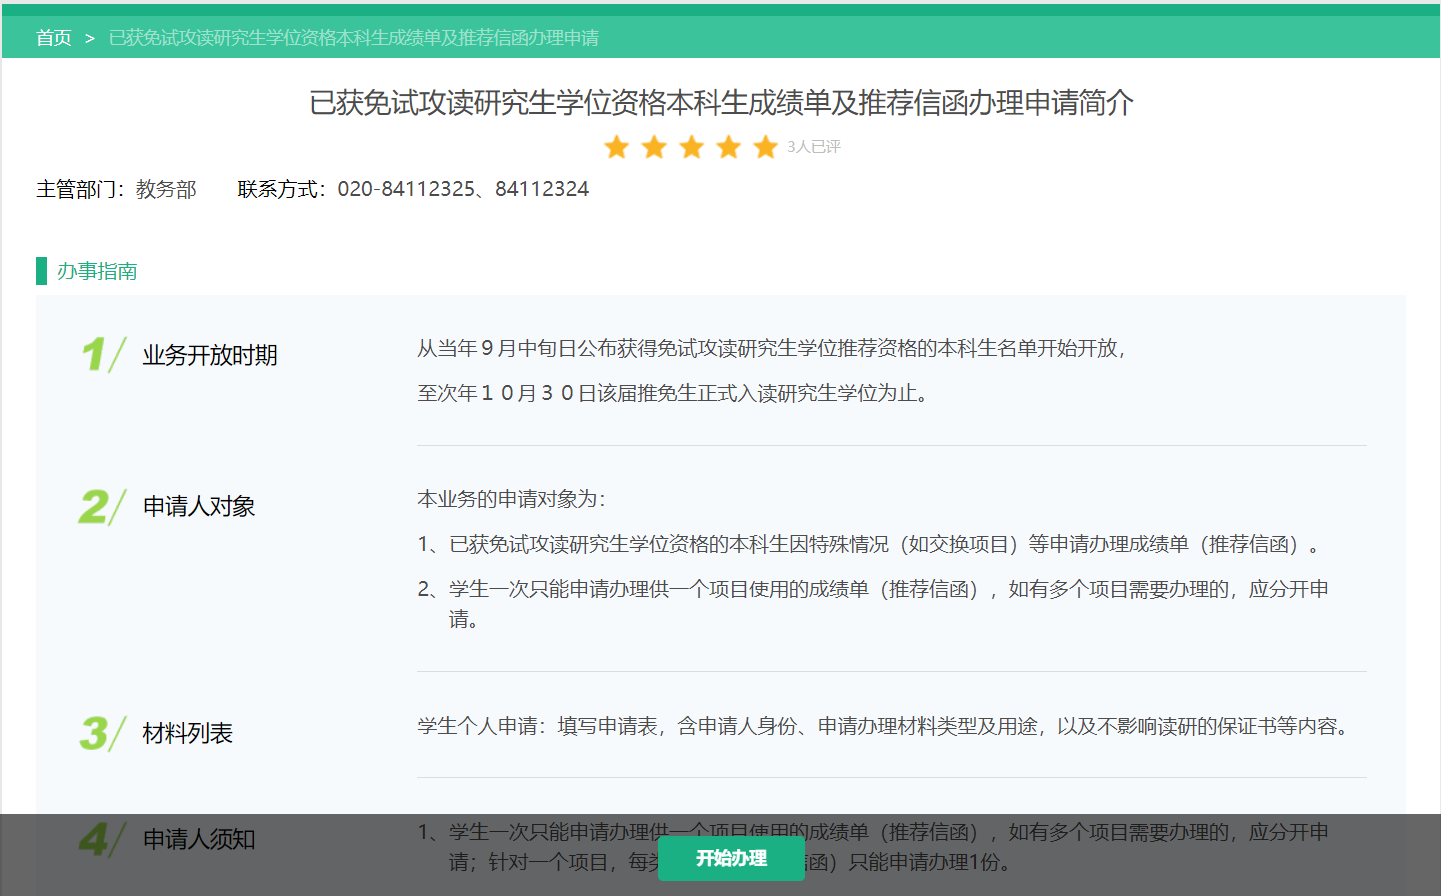 首页 > 已获免试攻读研究生学位资格本科生成绩单及推荐信函办理申请
已获免试攻读研究生学位资格本科生成绩单及推荐信函办理申请简介
3人已评
主管部门：教务部 联系方式：020-84112325、84112324
办事指南
1/ 业务开放时期
从当年９月中旬日公布获得免试攻读研究生学位推荐资格的本科生名单开始开放，
至次年１０月３０日该届推免生正式入读研究生学位为止。
2/ 申请人对象
本业务的申请对象为：
1、已获免试攻读研究生学位资格的本科生因特殊情况（如交换项目）等申请办理成绩单（推荐信函）。
2、学生一次只能申请办理供一个项目使用的成绩单（推荐信函），如有多个项目需要办理的，应分开申
请。
3/ 材料列表
学生个人申请：填写申请表，含申请人身份、申请办理材料类型及用途，以及不影响读研的保证书等内容。
4/ 申请人须知
1、学生一次只能申请办理供一个项目使用的成绩单（推荐信函），如有多个项目需要办理的，应分开申
请；针对一个项目，每 信函）只能申请办理1份。
开始办理